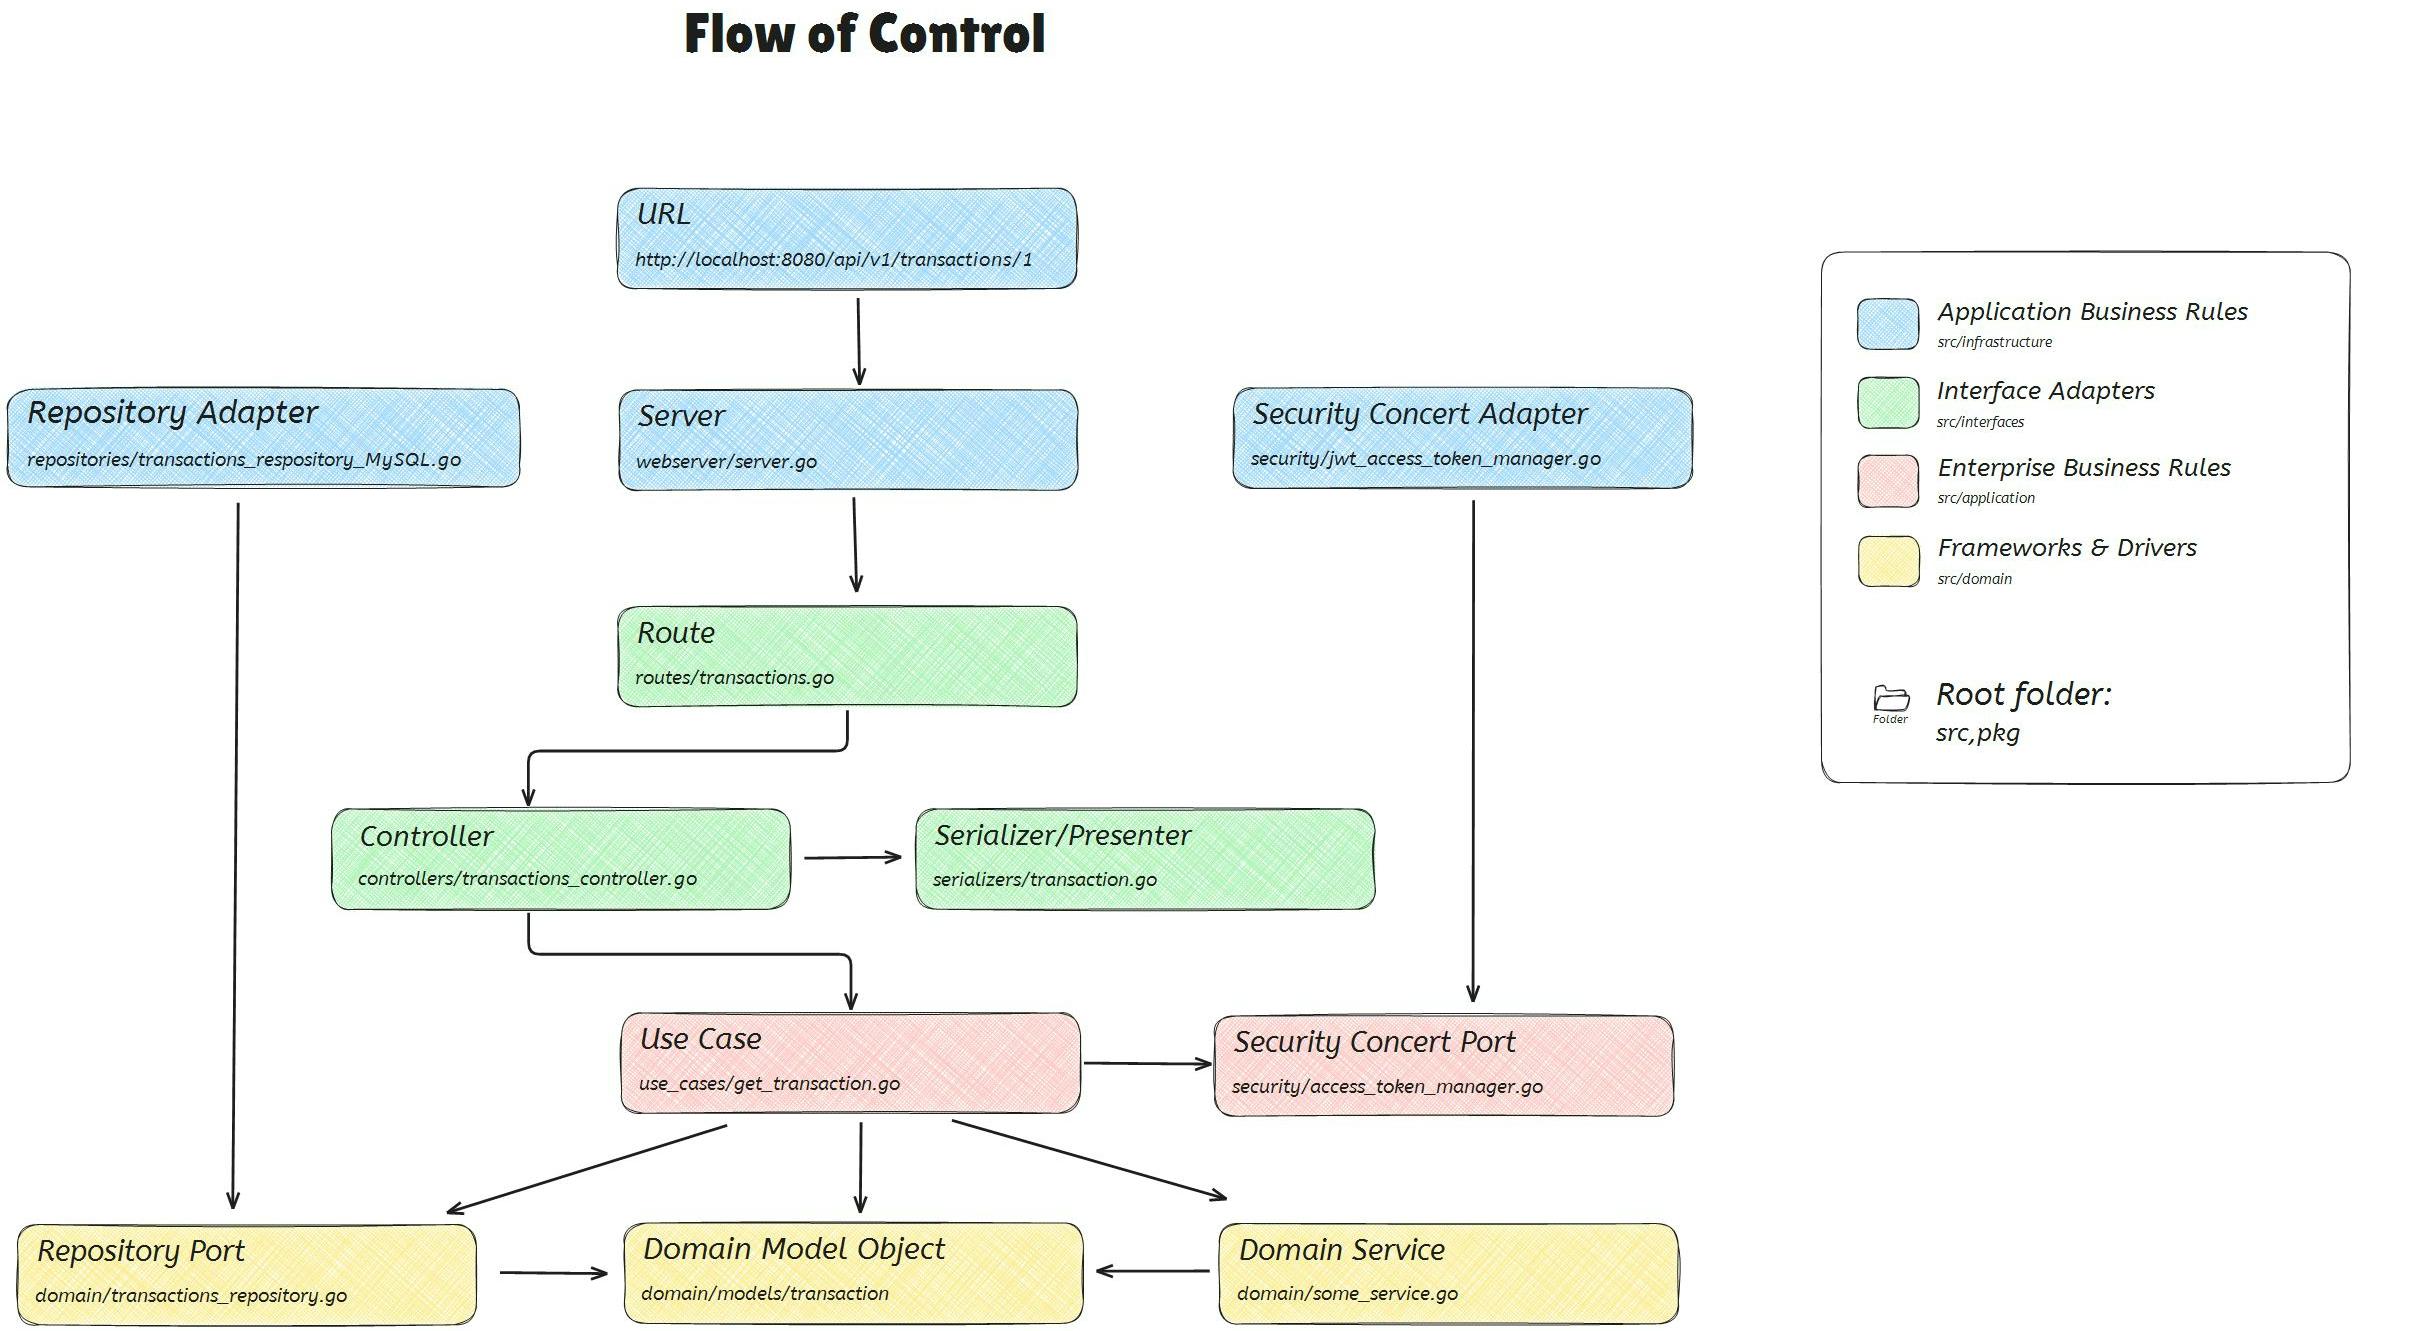 Flow of Control
URL
http://localhost:8080/api/v1/transactions/1
Repository Adapter
repositories/transactions_respository_MySQL.go
Server
webserver/server.go
Security Concert Adapter
security/jwt_access_token_manager.go
Route
routes/transactions.go
Controller
controllers/transactions_controller.go
Serializer/Presenter
serializers/transaction.go
Use Case
use_cases/get_transaction.go
Security Concert Port
security/access_token_manager.go
Repository Port
domain/transactions_repository.go
Domain Model Object
domain/models/transaction
Domain Service
domain/some_service.go
Application Business Rules
src/infrastructure
Interface Adapters
src/interfaces
Enterprise Business Rules
src/application
Frameworks & Drivers
src/domain
Folder
Root folder:
src,pkg